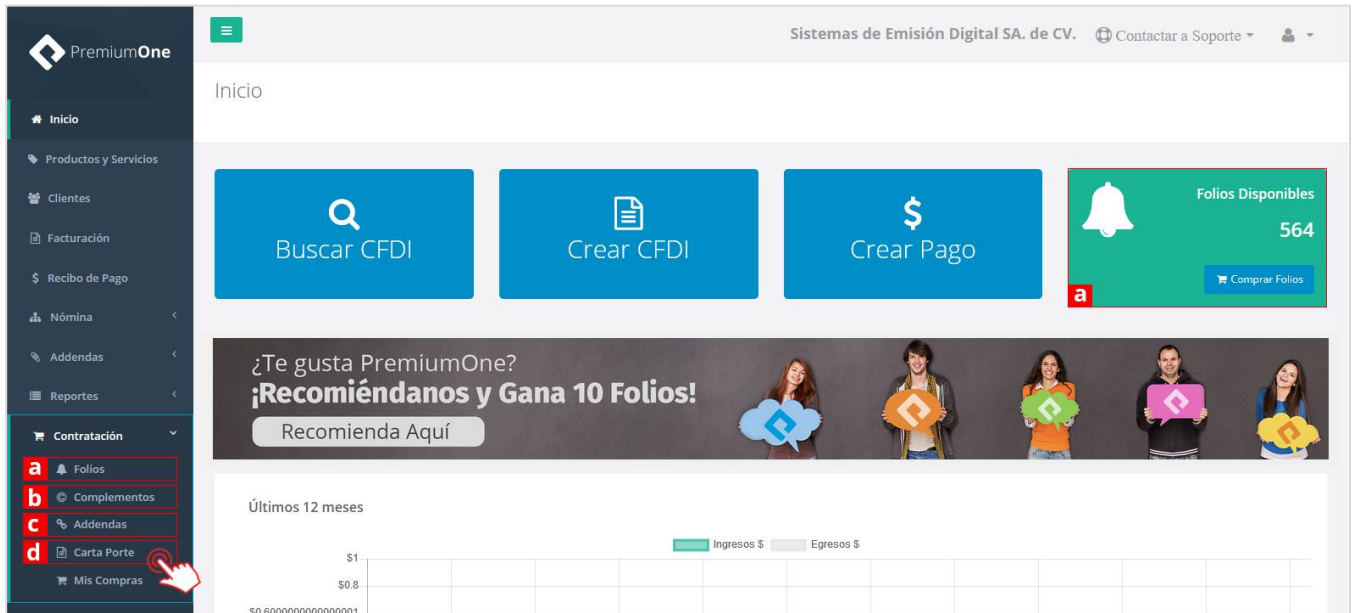 PremiumOne
Inicio
Productos y Servicios
Clientes
Facturación
$ Recibo de Pago
Nómina
Addendas
Reportes
Contratación
a Folios
b Complementos
c Addendas
d Carta Porte
Mis Compras
Sistemas de Emisión Digital SA. de CV. Contactar a Soporte
Inicio
Buscar CFDI
Crear CFDI
$
Crear Pago
Folios Disponibles
564
Comprar Folios
a
¿Te gusta PremiumOne?
¡Recomiéndanos y Gana 10 Folios!
Recomienda Aquí
Últimos 12 meses
Ingresos $ Egresos $
$1
$0.8
$0.6000000000000001